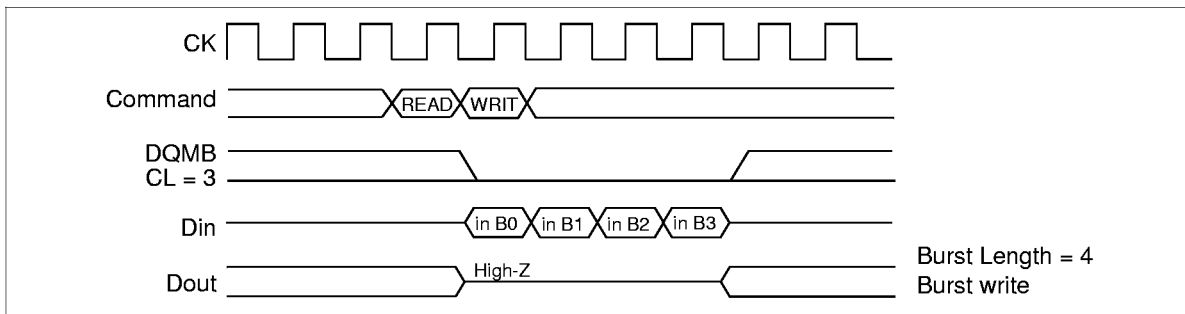 CK
Command
READ
WRIT
DQMB
CL = 3
Din
in B0
in B1
in B2
in B3
Dout
High-Z
Burst Length = 4
Burst write